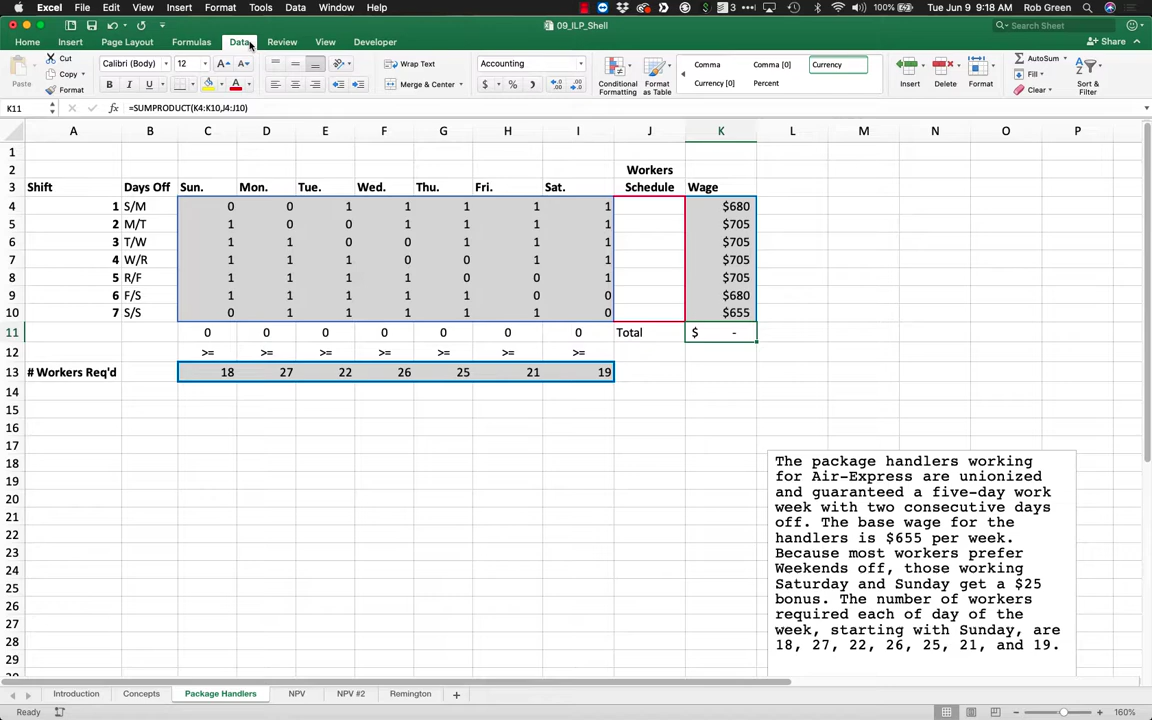 Excel File Edit View Insert Format Tools Data Window Help 3 100% Tue Jun 9 9:18 AM Rob Green
09_ILP_Shell Search Sheet
Home Insert Page Layout Formulas Data Review View Developer Share
Paste Cut Copy Format Calibri (Body) 12 A A Wrap Text Accounting Conditional Formatting Format as Table Comma Comma [0] Currency Insert Delete Format AutoSum Sort & Filter
B I U A Merge & Center $ % Currency [0] Percent Fill Clear
K11 fx =SUMPRODUCT(K4:K10,J4:J10)
A B C D E F G H I J K L M N O P
1
2 Workers
3 Shift Days Off Sun. Mon. Tue. Wed. Thu. Fri. Sat. Schedule Wage
4 1 S/M 0 0 1 1 1 1 1 $680
5 2 M/T 1 0 0 1 1 1 1 $705
6 3 T/W 1 1 0 0 1 1 1 $705
7 4 W/R 1 1 1 0 0 1 1 $705
8 5 R/F 1 1 1 1 0 0 1 $705
9 6 F/S 1 1 1 1 1 0 0 $680
10 7 S/S 0 1 1 1 1 1 0 $655
11 0 0 0 0 0 0 0 Total $ -
12 >= >= >= >= >= >= >=
13 # Workers Req'd 18 27 22 26 25 21 19
14
15
16
17
18
19
20
21
22
23
24
25
26
27
28
29
The package handlers working
for Air-Express are unionized
and guaranteed a five-day work
week with two consecutive days
off. The base wage for the
handlers is $655 per week.
Because most workers prefer
Weekends off, those working
Saturday and Sunday get a $25
bonus. The number of workers
required each of day of the
week, starting with Sunday, are
18, 27, 22, 26, 25, 21, and 19.
Introduction Concepts Package Handlers NPV NPV #2 Remington +
Ready 160%